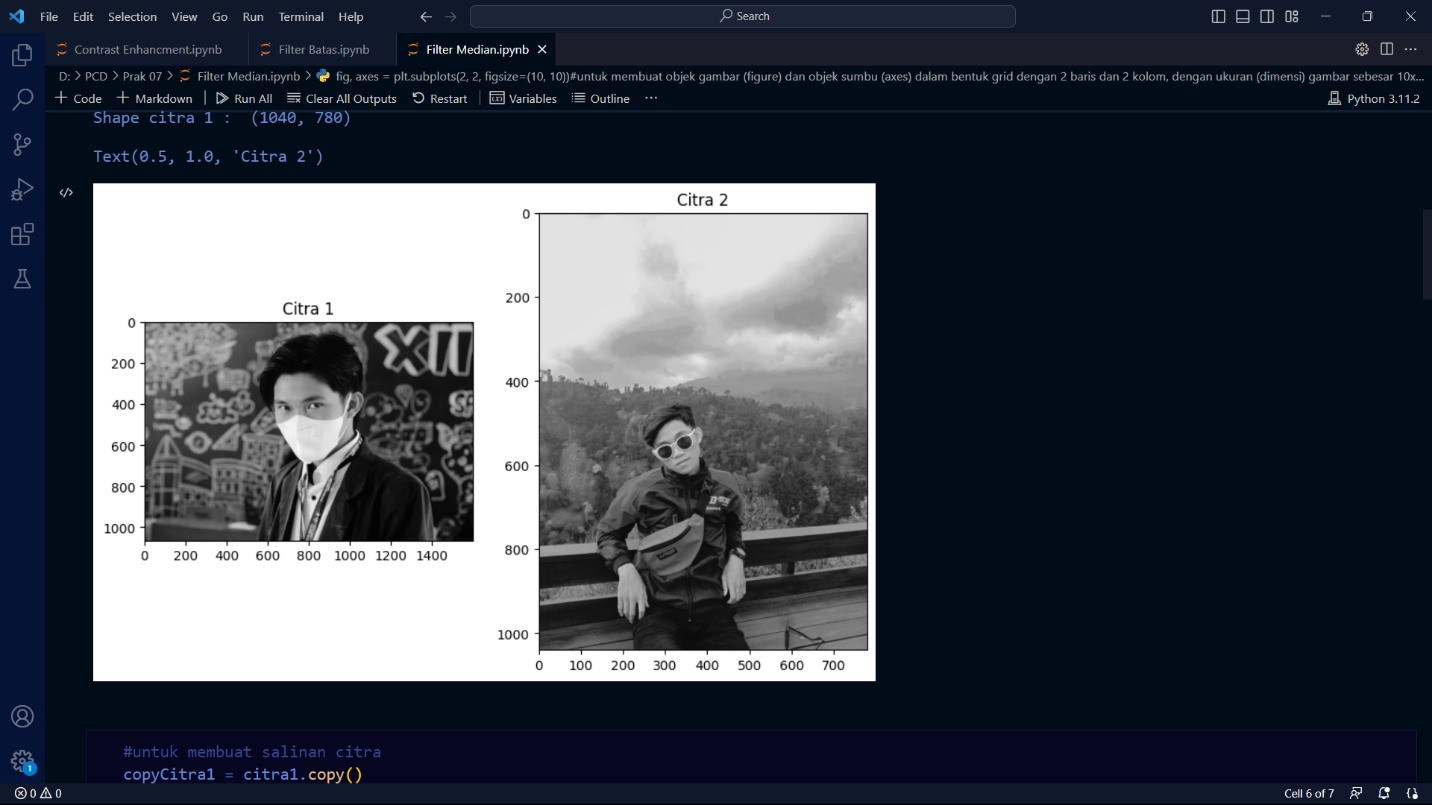 File Edit Selection View Go Run Terminal Help Search
Contrast Enhancment.ipynb Filter Batas.ipynb Filter Median.ipynb
D: > PCD > Prak 07 > Filter Median.ipynb > fig, axes = plt.subplots(2, 2, figsize=(10, 10))#untuk membuat objek gambar (figure) dan objek sumbu (axes) dalam bentuk grid dengan 2 baris dan 2 kolom, dengan ukuran (dimensi) gambar sebesar 10x...
+ Code + Markdown | Run All Clear All Outputs Restart | Variables Outline ... Python 3.11.2
Shape citra 1 :  (1040, 780)
Text(0.5, 1.0, 'Citra 2')
Citra 1
0
200
400
600
800
1000
0 200 400 600 800 1000 1200 1400
XII
Citra 2
0
200
400
600
800
1000
0 100 200 300 400 500 600 700
#untuk membuat salinan citra
copyCitra1 = citra1.copy()
1
0 0 Cell 6 of 7